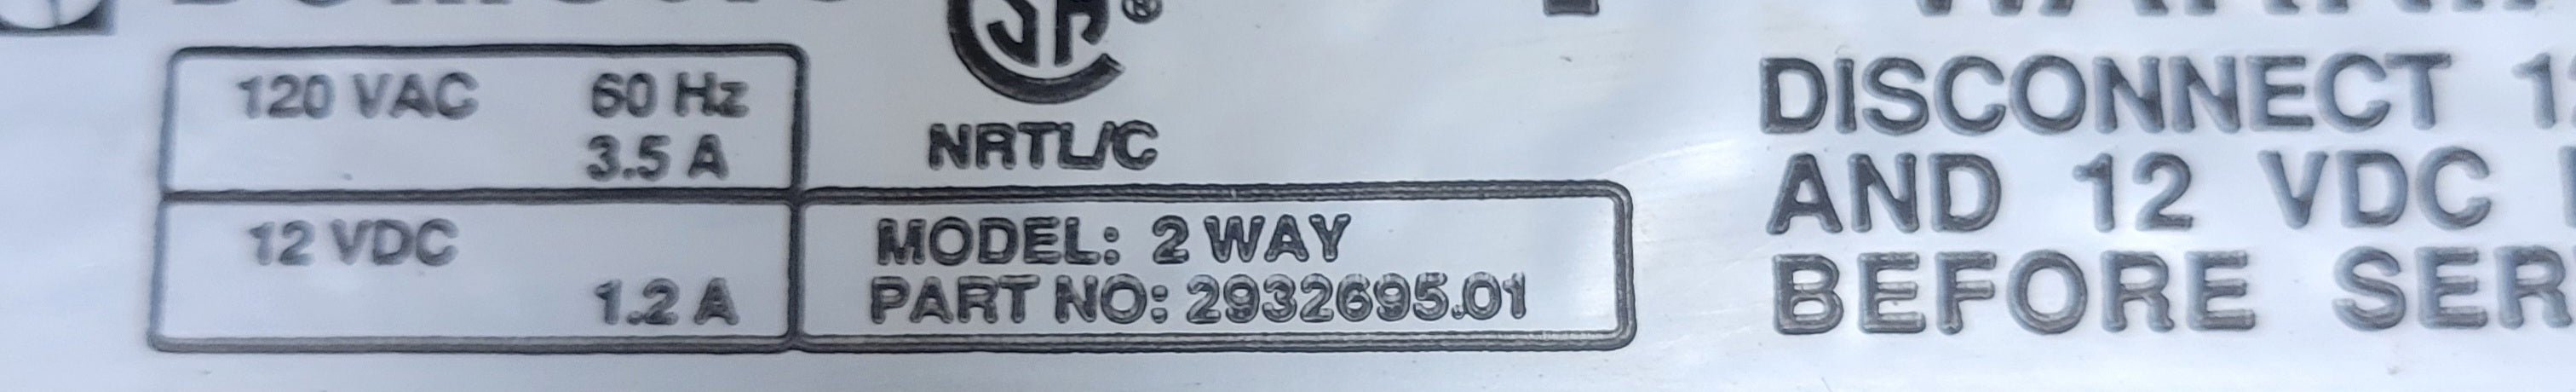 120 VAC 60 Hz
3.5 A
12 VDC
1.2 A
®
NRTL/C
MODEL: 2 WAY
PART NO: 2932695.01
DISCONNECT
AND 12 VDC
BEFORE